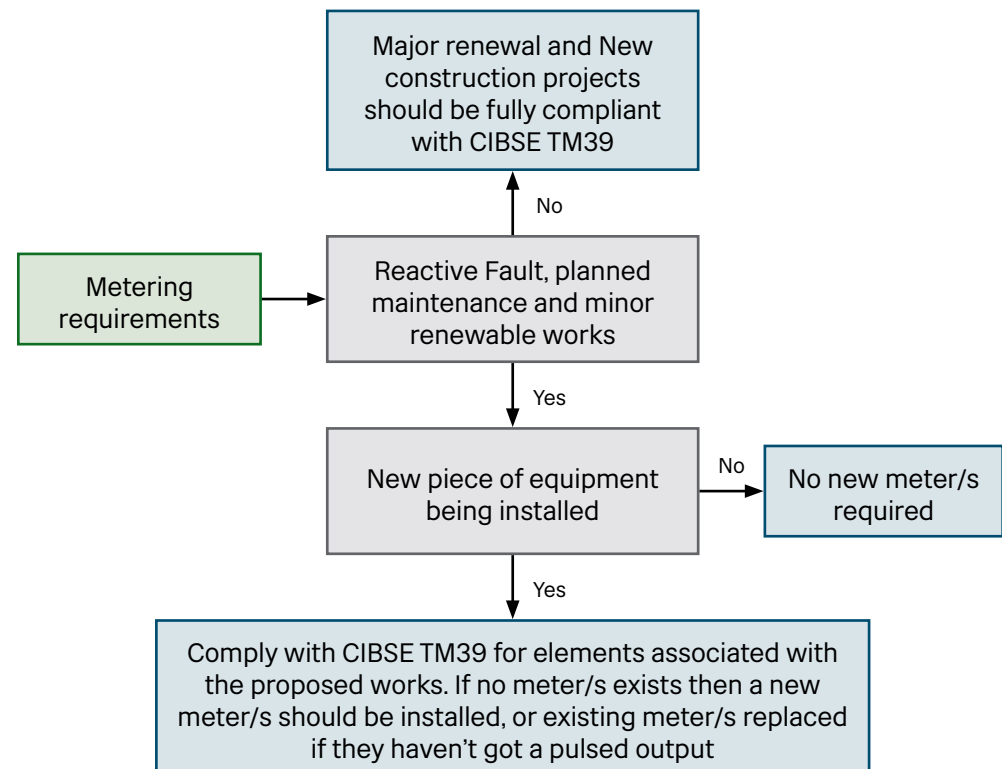 Major renewal and New
construction projects
should be fully compliant
with CIBSE TM39
No
Metering
requirements
Reactive Fault, planned
maintenance and minor
renewable works
Yes
New piece of equipment
being installed
No
No new meter/s
required
Yes
Comply with CIBSE TM39 for elements associated with
the proposed works. If no meter/s exists then a new
meter/s should be installed, or existing meter/s replaced
if they haven't got a pulsed output